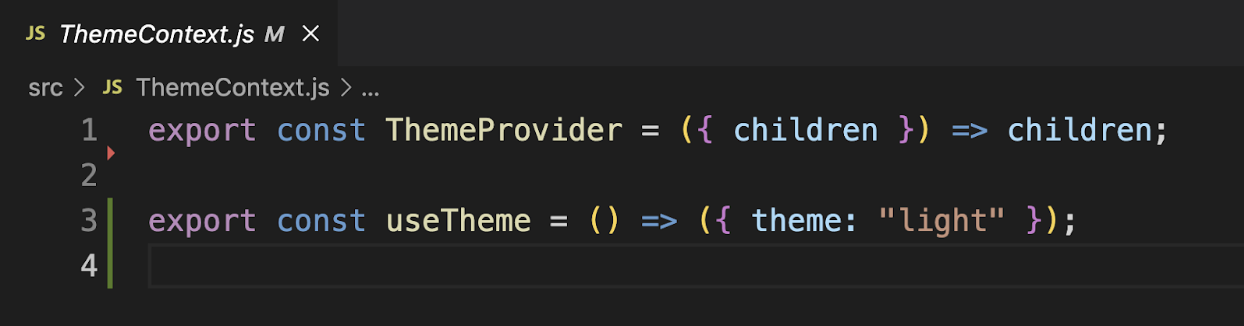 JS ThemeContext.js M ×
src > JS ThemeContext.js > ...
1 export const ThemeProvider = ({ children }) => children;
2
3 export const useTheme = () => ({ theme: "light" });
4